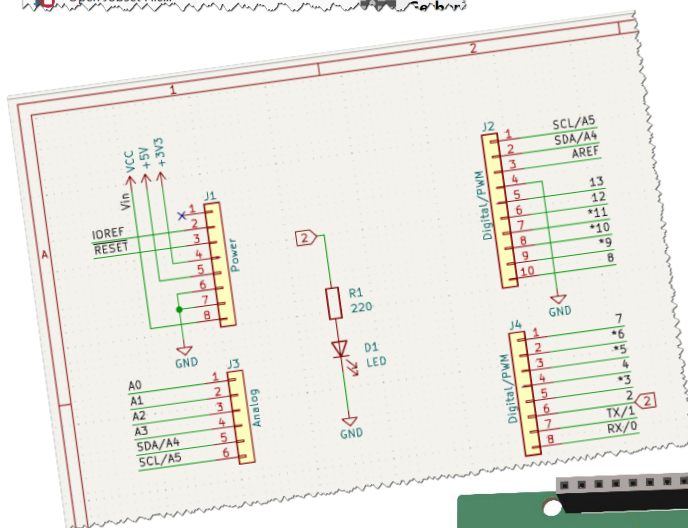 1
2
A
VCC
+5V
+3V3
Vin
J1
1
2
3
4
5
6
7
8
IOREF
RESET
Power
GND
J3
1
2
3
4
5
6
A0
A1
A2
A3
SDA/A4
SCL/A5
Analog
2
R1
220
D1
LED
GND
J2
1
2
3
4
5
6
7
8
9
10
SCL/A5
SDA/A4
AREF
13
12
*11
*10
*9
8
Digital/PWM
GND
J4
1
2
3
4
5
6
7
8
7
*6
*5
4
*3
2
2
TX/1
RX/0
Digital/PWM